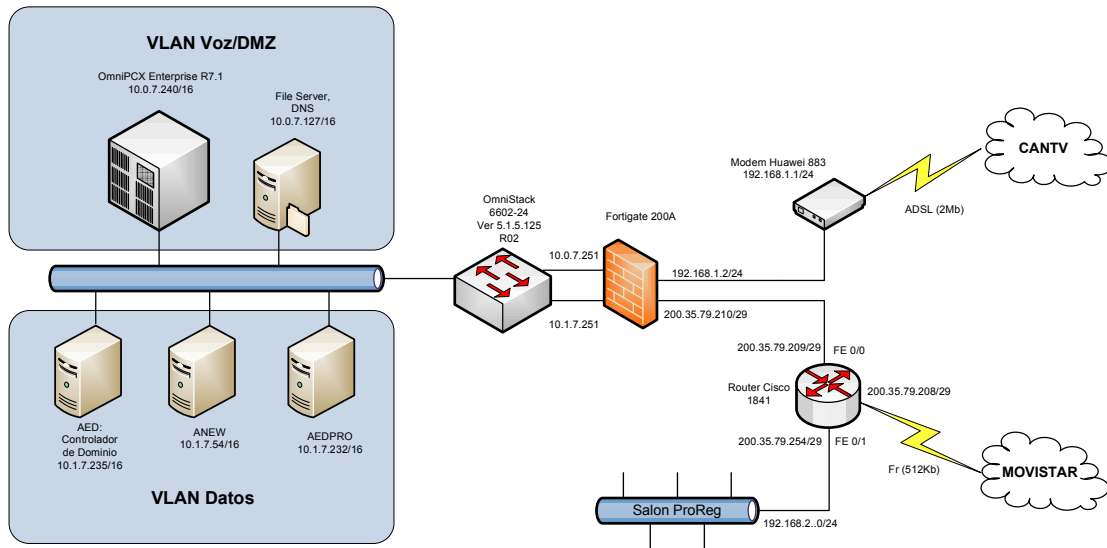 VLAN Voz/DMZ
OmniPCX Enterprise R7.1
10.0.7.240/16
File Server,
DNS
10.0.7.127/16
CANTV
Modem Huawei 883
192.168.1.1/24
ADSL (2Mb)
OmniStack
6602-24
Ver 5.1.5.125
R02
Fortigate 200A
10.0.7.251
192.168.1.2/24
10.1.7.251
200.35.79.210/29
200.35.79.209/29
FE 0/0
Router Cisco
1841
200.35.79.208/29
200.35.79.254/29
FE 0/1
AED:
Controlador
de Dominio
10.1.7.235/16
ANEW
10.1.7.54/16
AEDPRO
10.1.7.232/16
VLAN Datos
Fr (512Kb)
MOVISTAR
Salon ProReg
192.168.2..0/24